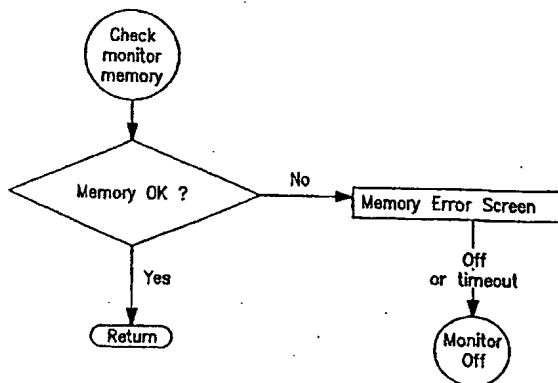 Check
monitor
memory
Memory OK ?
No
Memory Error Screen
Yes
Off
or timeout
Return
Monitor
Off